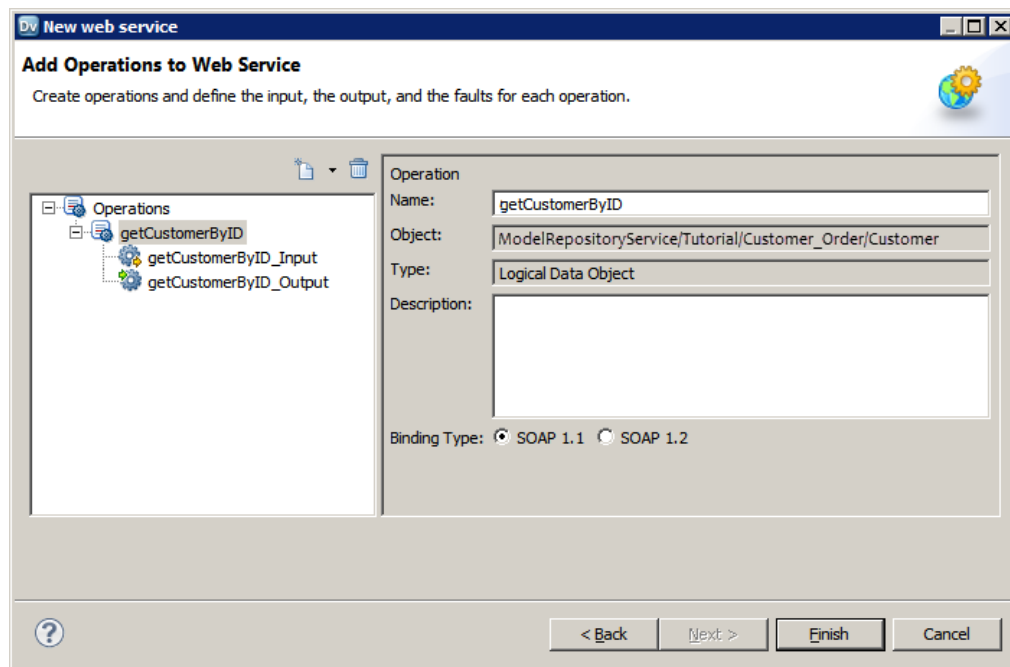 Dv New web service
Add Operations to Web Service
Create operations and define the input, the output, and the faults for each operation.
Operations
getCustomerByID
getCustomerByID_Input
getCustomerByID_Output
Operation
Name: getCustomerByID
Object: ModelRepositoryService/Tutorial/Customer_Order/Customer
Type: Logical Data Object
Description:
Binding Type: SOAP 1.1 SOAP 1.2
? < Back Next > Finish Cancel